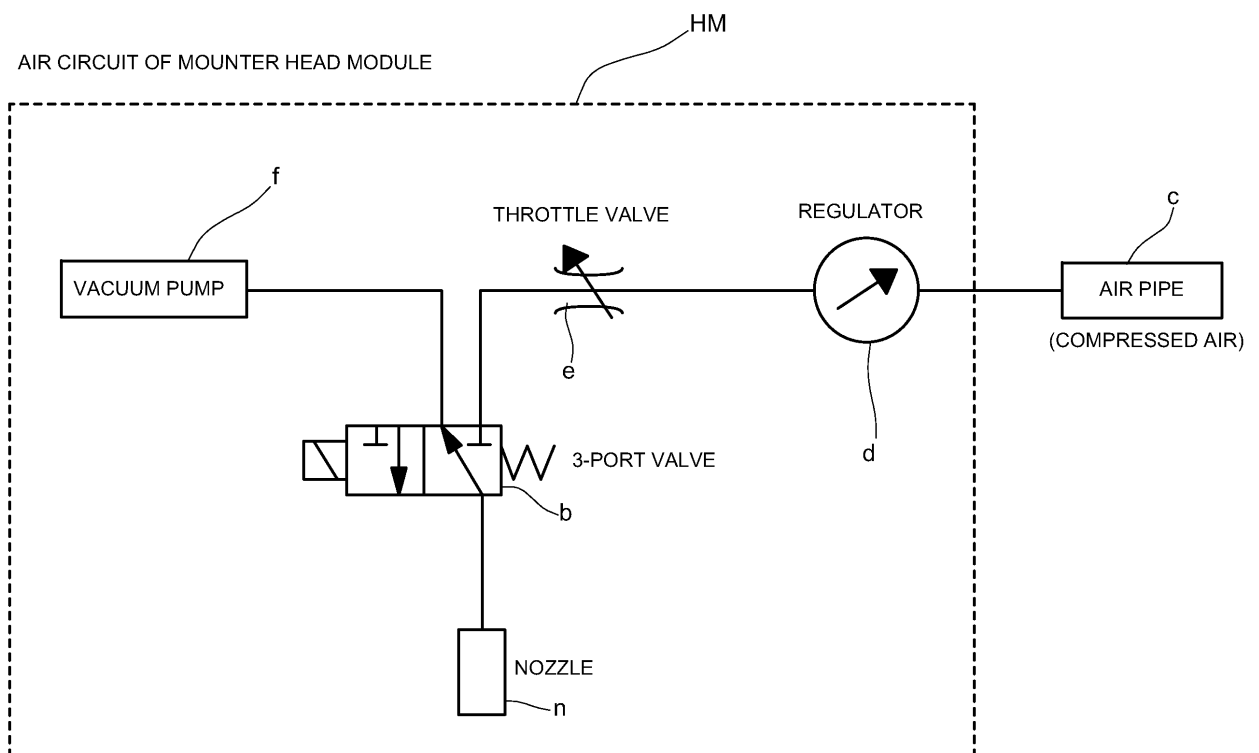 HM
AIR CIRCUIT OF MOUNTER HEAD MODULE
f
THROTTLE VALVE
REGULATOR
c
VACUUM PUMP
AIR PIPE
(COMPRESSED AIR)
e
d
3-PORT VALVE
b
NOZZLE
n